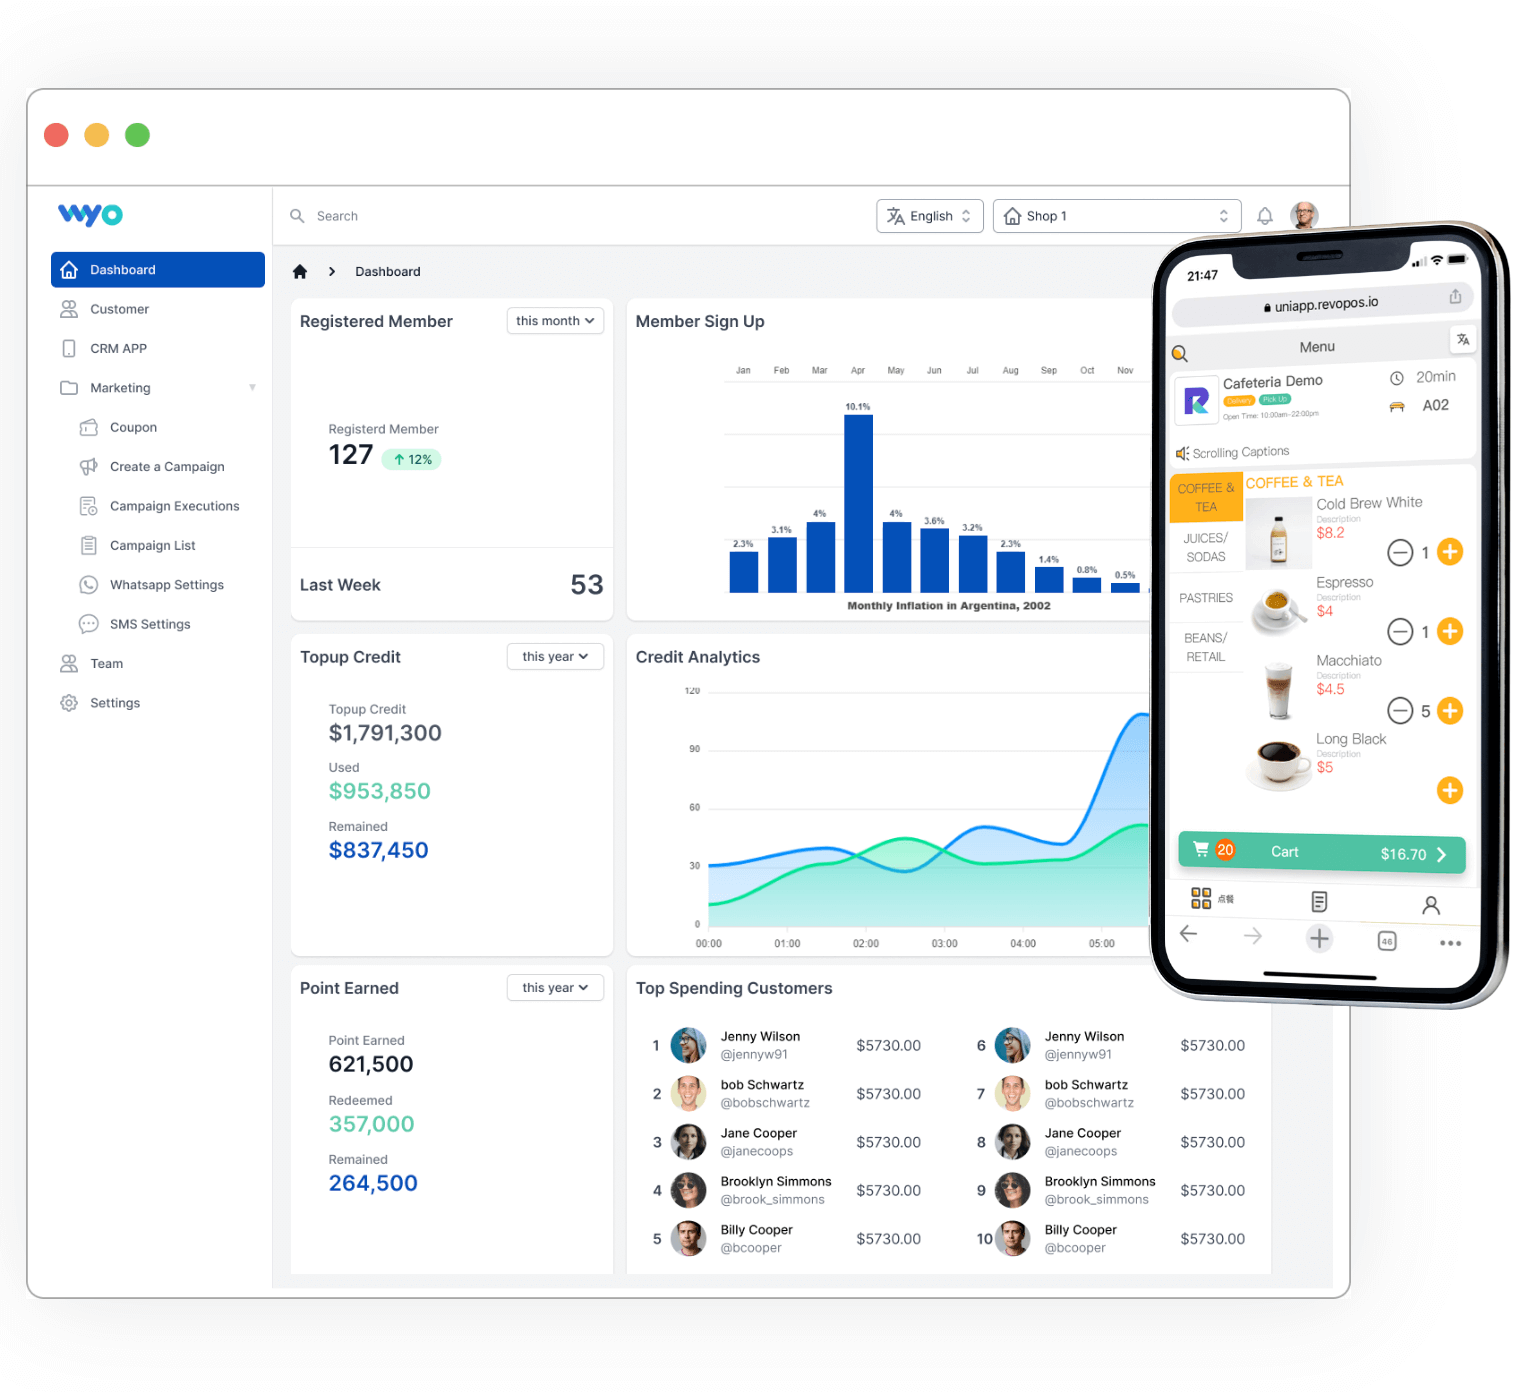 wyo
Search
English
Shop 1
Dashboard
Customer
CRM APP
Marketing
Coupon
Create a Campaign
Campaign Executions
Campaign List
Whatsapp Settings
SMS Settings
Team
Settings
Dashboard
Registered Member
this month
Registerd Member
127
12%
Last Week
53
Member Sign Up
Jan Feb Mar Apr May Jun Jul Aug Sep Oct Nov
2.3% 3.1% 4% 10.1% 4% 3.6% 3.2% 2.3% 1.4% 0.8% 0.5%
Monthly Inflation in Argentina, 2002
Topup Credit
this year
Topup Credit
$1,791,300
Used
$953,850
Remained
$837,450
Credit Analytics
120
90
60
30
0
00:00 01:00 02:00 03:00 04:00 05:00
Point Earned
this year
Point Earned
621,500
Redeemed
357,000
Remained
264,500
Top Spending Customers
1 Jenny Wilson $5730.00
@jennyw91
2 bob Schwartz $5730.00
@bobschwartz
3 Jane Cooper $5730.00
@janecoops
4 Brooklyn Simmons $5730.00
@brook_simmons
5 Billy Cooper $5730.00
@bcooper
6 Jenny Wilson $5730.00
@jennyw91
7 bob Schwartz $5730.00
@bobschwartz
8 Jane Cooper $5730.00
@janecoops
9 Brooklyn Simmons $5730.00
@brook_simmons
10 Billy Cooper $5730.00
@bcooper
21:47
uniapp.revopos.io
Menu
Cafeteria Demo
20min
Delivery Pick Up
A02
Open Time: 10:00am-22:00pm
Scrolling Captions
COFFEE &
TEA
JUICES/
SODAS
PASTRIES
BEANS/
RETAIL
COFFEE & TEA
Cold Brew White
Description
$8.2
1
Espresso
Description
$4
1
Macchiato
Description
$4.5
5
Long Black
Description
$5
20 Cart $16.70
点餐
46